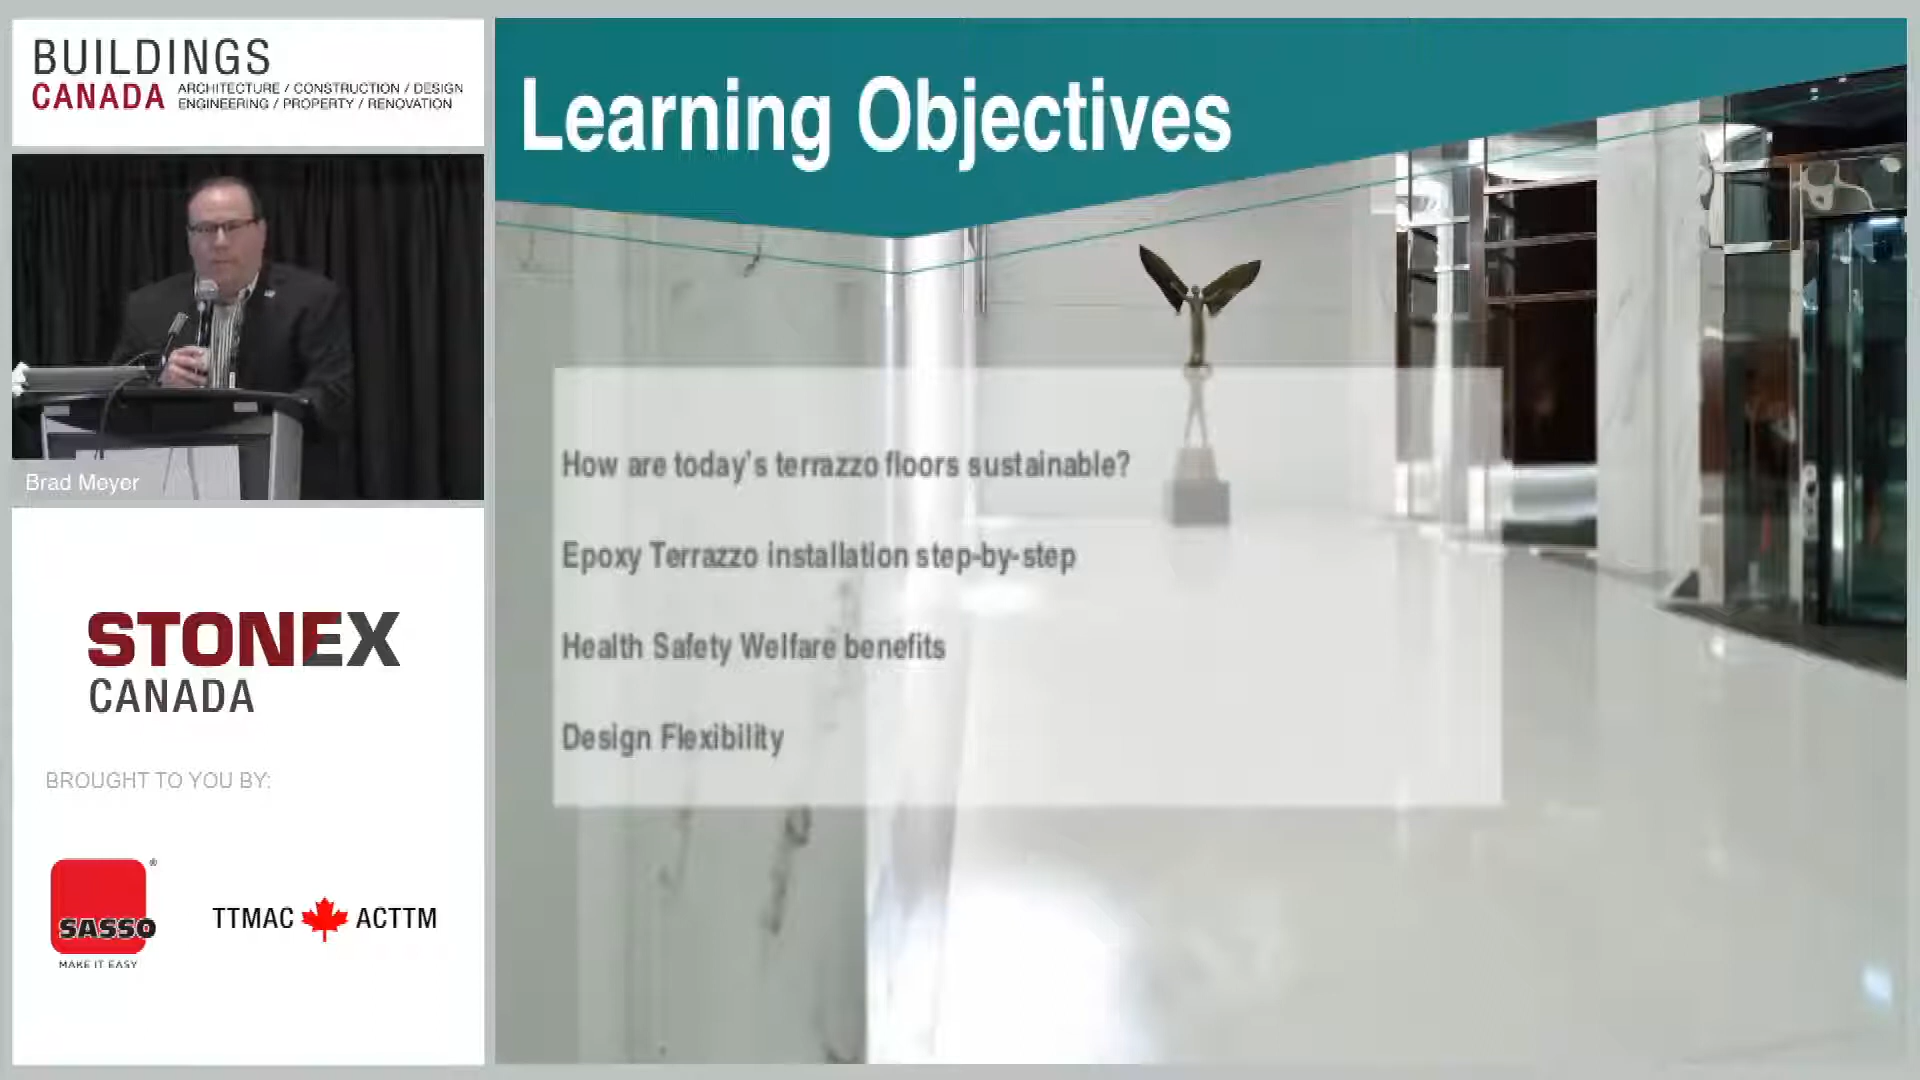 BUILDINGS
CANADA ARCHITECTURE / CONSTRUCTION / DESIGN
ENGINEERING / PROPERTY / RENOVATION
Brad Meyer
STONEX
CANADA
BROUGHT TO YOU BY:
SASSO®
MAKE IT EASY
TTMAC ACTTM
Learning Objectives
How are today's terrazzo floors sustainable?
Epoxy Terrazzo installation step-by-step
Health Safety Welfare benefits
Design Flexibility